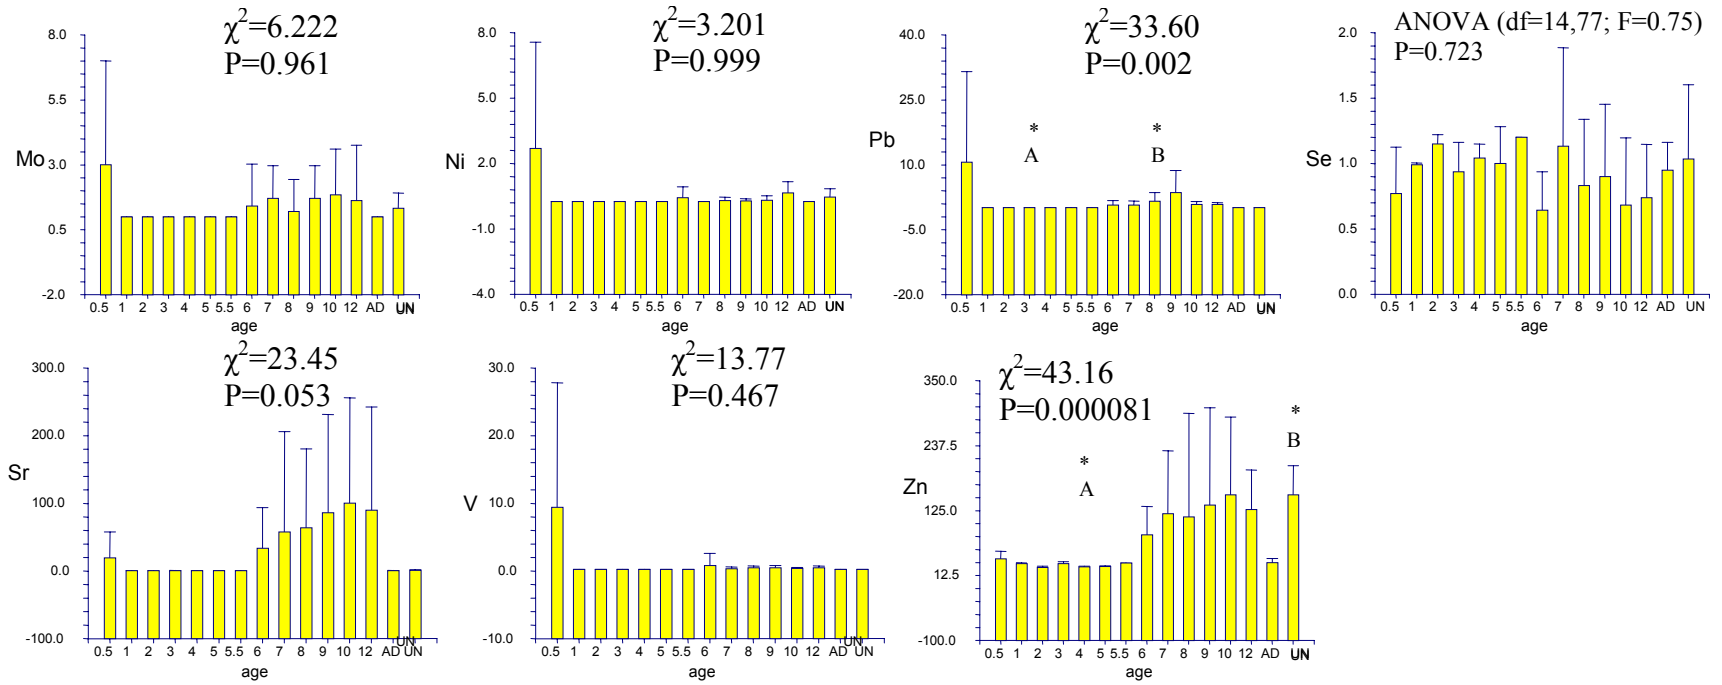 χ²=6.222
P=0.961
8.0
5.5
3.0
0.5
-2.0
Mo
0.5 1 2 3 4 5 5.5 6 7 8 9 10 12 AD UN
age
χ²=3.201
P=0.999
8.0
5.0
2.0
-1.0
-4.0
Ni
0.5 1 2 3 4 5 5.5 6 7 8 9 10 12 AD UN
age
χ²=33.60
P=0.002
40.0
25.0
10.0
-5.0
-20.0
Pb
* *
A B
0.5 1 2 3 4 5 5.5 6 7 8 9 10 12 AD UN
age
ANOVA (df=14,77; F=0.75)
P=0.723
2.0
1.5
1.0
0.5
0.0
Se
0.5 1 2 3 4 5 5.5 6 7 8 9 10 12 AD UN
age
χ²=23.45
P=0.053
300.0
200.0
100.0
0.0
-100.0
Sr
0.5 1 2 3 4 5 5.5 6 7 8 9 10 12 AD UN UN
age
χ²=13.77
P=0.467
30.0
20.0
10.0
0.0
-10.0
V
0.5 1 2 3 4 5 5.5 6 7 8 9 10 12 AD UN UN
age
χ²=43.16
P=0.000081
350.0
237.5
125.0
12.5
-100.0
Zn
* *
A B
0.5 1 2 3 4 5 5.5 6 7 8 9 10 12 AD UN
age